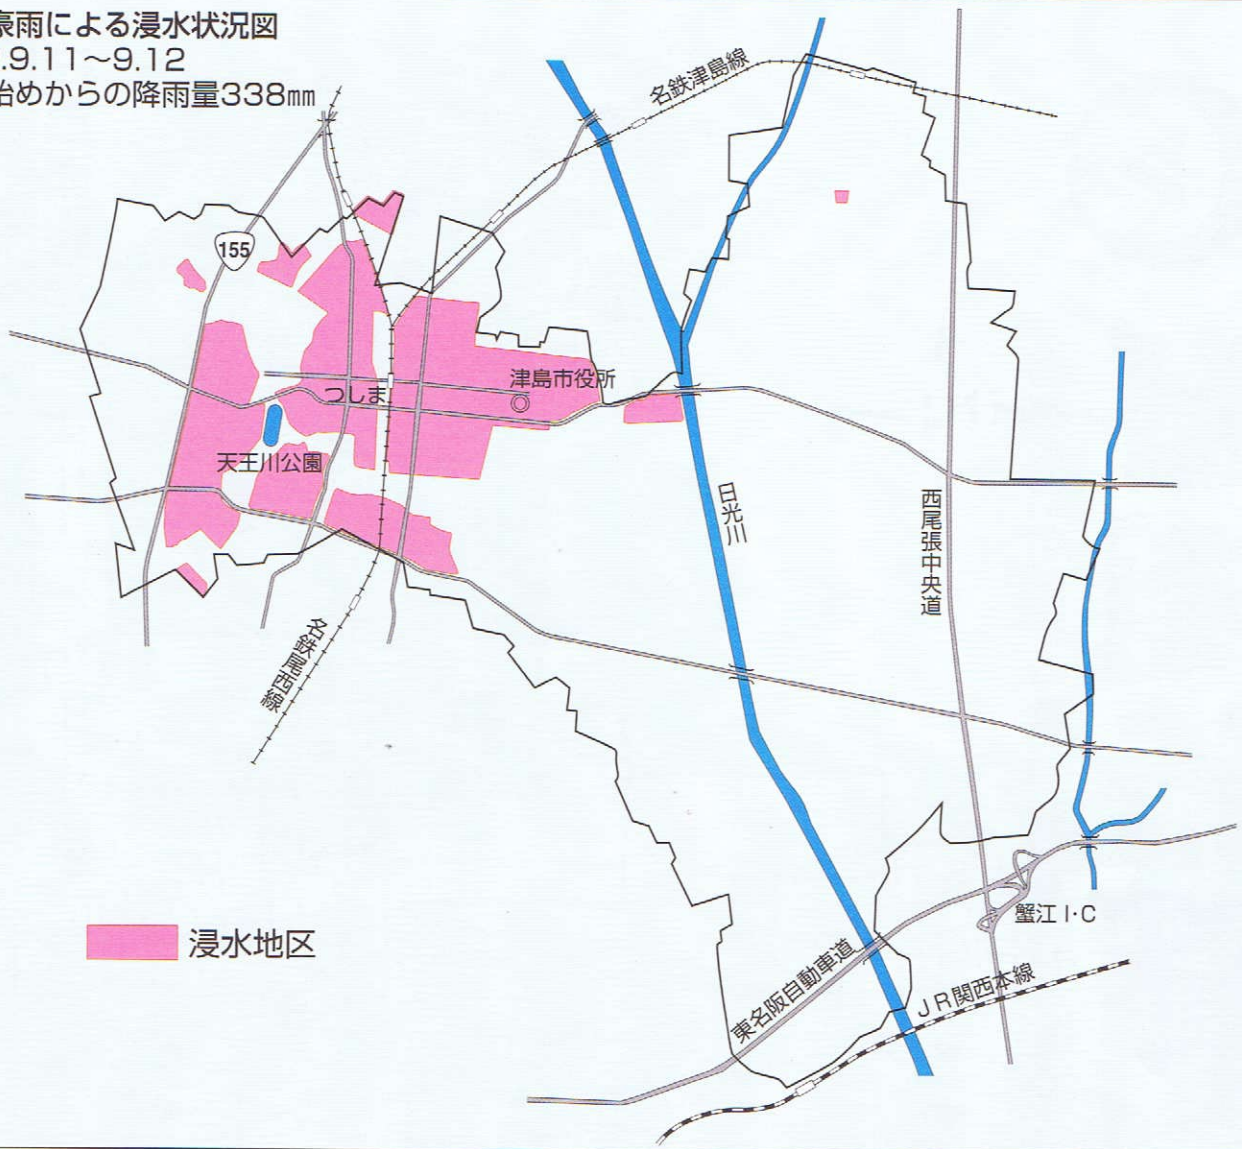 豪雨による浸水状況図
.9.11～9.12
始めからの降雨量338mm
名鉄津島線
155
津島市役所
つしま
天王川公園
日光川
西尾張中央道
名鉄尾西線
蟹江I・C
浸水地区
東名阪自動車道
JR関西本線